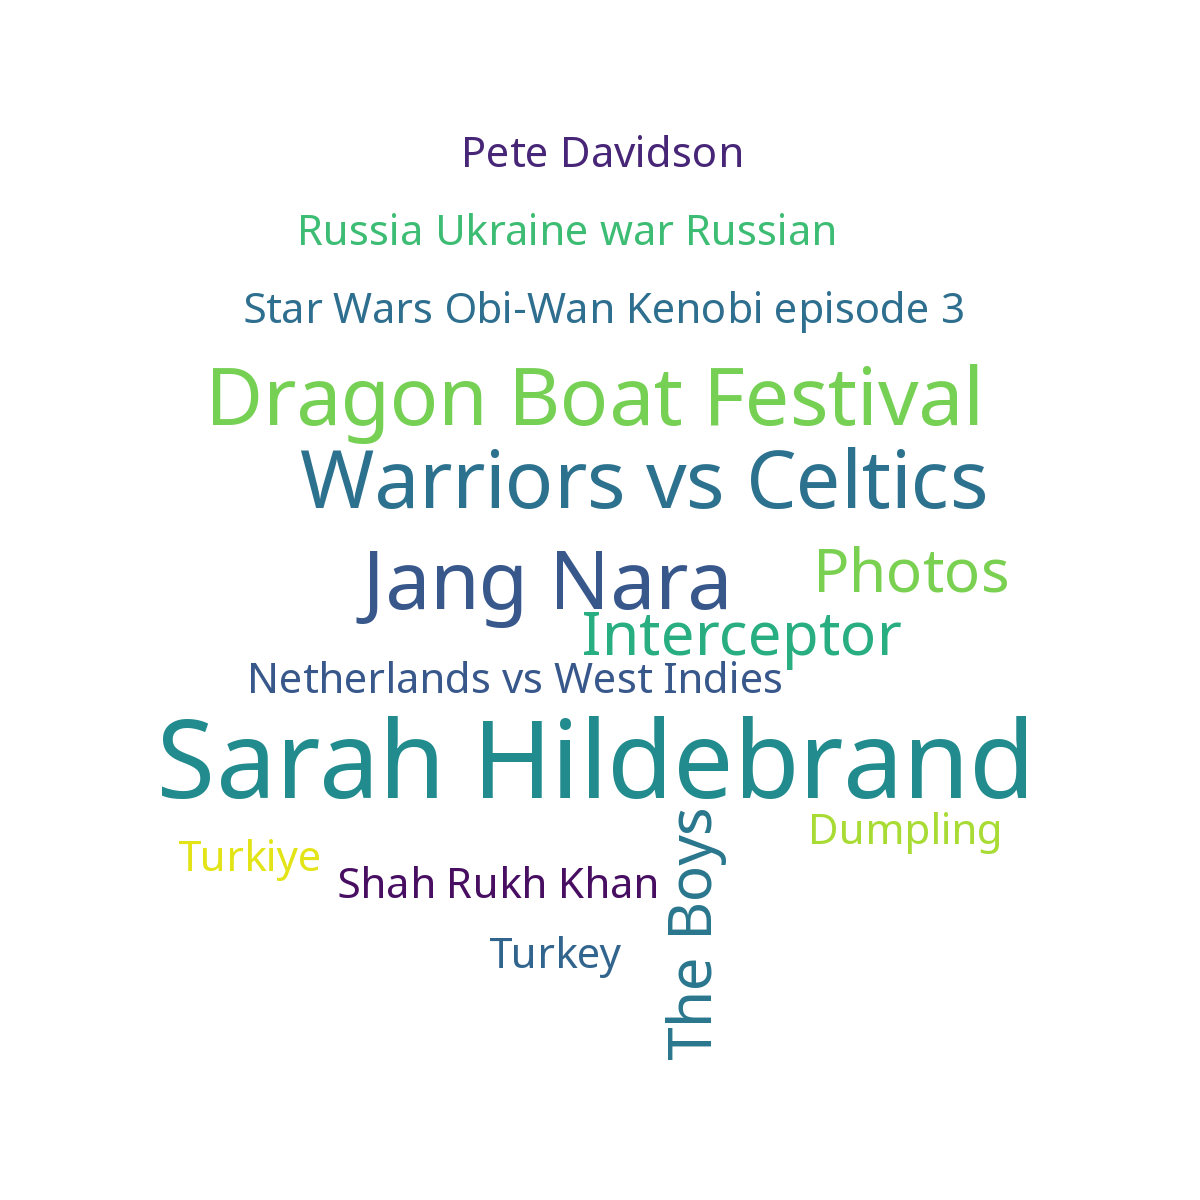 Pete Davidson
Russia Ukraine war Russian
Star Wars Obi-Wan Kenobi episode 3
Dragon Boat Festival
Warriors vs Celtics
Jang Nara
Photos
Interceptor
Netherlands vs West Indies
Sarah Hildebrand
Dumpling
Turkiye
Shah Rukh Khan
The Boys
Turkey